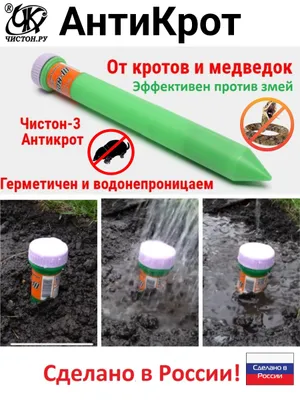 ЧИСТОН.РУ
АнтиКрот
От кротов и медведок
Эффективен против змей
Чистон-3
Антикрот
Герметичен и водонепроницаем
Сделано в России!
Сделано в
России